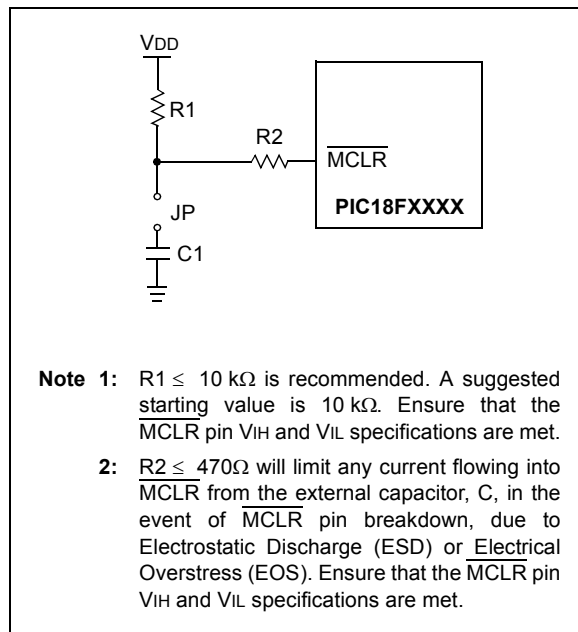 VDD
R1
R2
MCLR
JP
PIC18FXXXX
C1
Note 1: R1 ≤ 10 kΩ is recommended. A suggested
starting value is 10 kΩ. Ensure that the
MCLR pin VIH and VIL specifications are met.
2: R2 ≤ 470Ω will limit any current flowing into
MCLR from the external capacitor, C, in the
event of MCLR pin breakdown, due to
Electrostatic Discharge (ESD) or Electrical
Overstress (EOS). Ensure that the MCLR pin
VIH and VIL specifications are met.